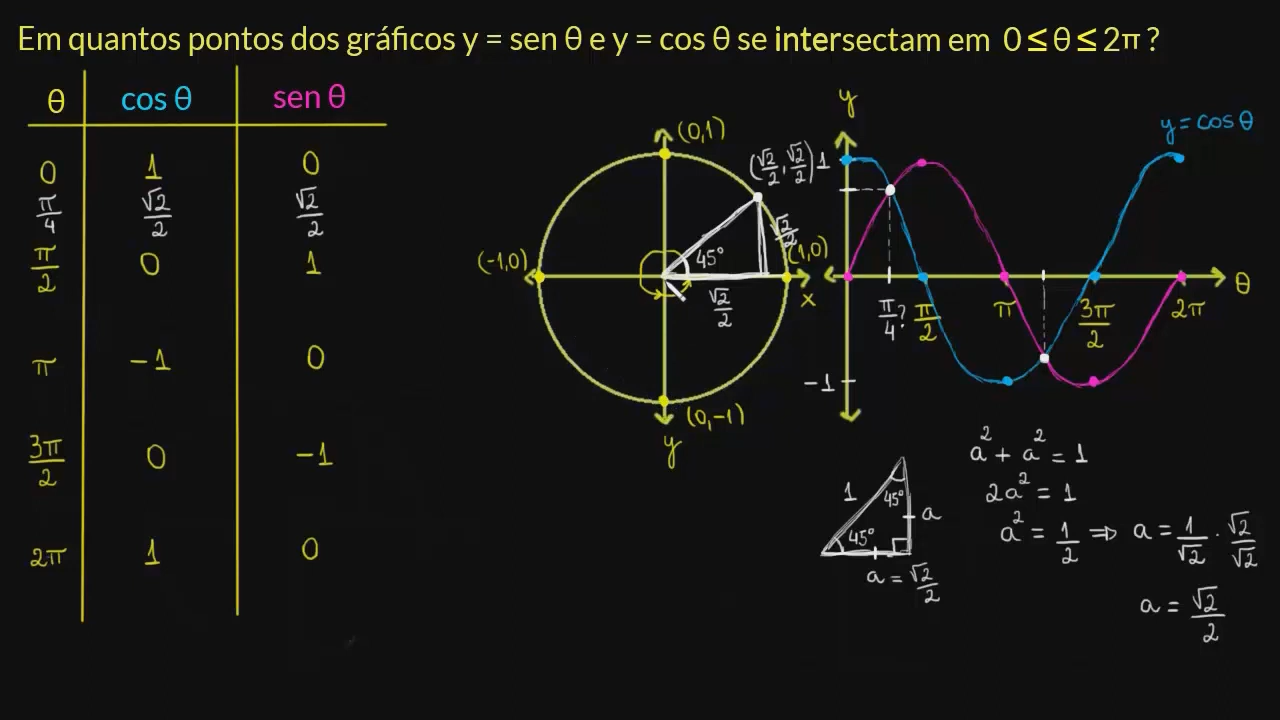 Em quantos pontos dos gráficos y = sen θ e y = cos θ se intersectam em 0 ≤ θ ≤ 2π ?
θ cos θ sen θ
0 1 0
π/4 √2/2 √2/2
π/2 0 1
π −1 0
3π/2 0 −1
2π 1 0
(0,1)
(√2/2, √2/2)
(-1,0)
45°
√2/2
(1,0)
x
√2/2
(0,-1)
y
y
y = cos θ
1
π/4? π/2 π 3π/2 2π θ
−1
1
45°
a
45°
a = √2/2
a² + a² = 1
2a² = 1
a² = 1/2 ⇒ a = 1/√2 · √2/√2
a = √2/2